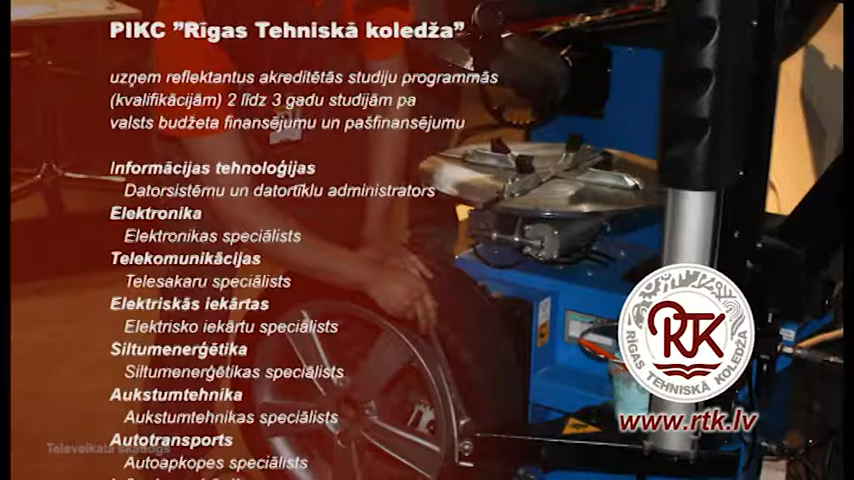 PIKC ”Rīgas Tehniskā koledža”
uzņem reflektantus akreditētās studiju programmās
(kvalifikācijām) 2 līdz 3 gadu studijām pa
valsts budžeta finansējumu un pašfinansējumu
Informācijas tehnoloģijas
Datorsistēmu un datortīklu administrators
Elektronika
Elektronikas speciālists
Telekomunikācijas
Telesakaru speciālists
Elektriskās iekārtas
Elektrisko iekārtu speciālists
Siltumenerģētika
Siltumenerģētikas speciālists
Aukstumtehnika
Aukstumtehnikas speciālists
Autotransports
Autoapkopes speciālists
RTK
RĪGAS TEHNISKĀ KOLEDŽA
www.rtk.lv